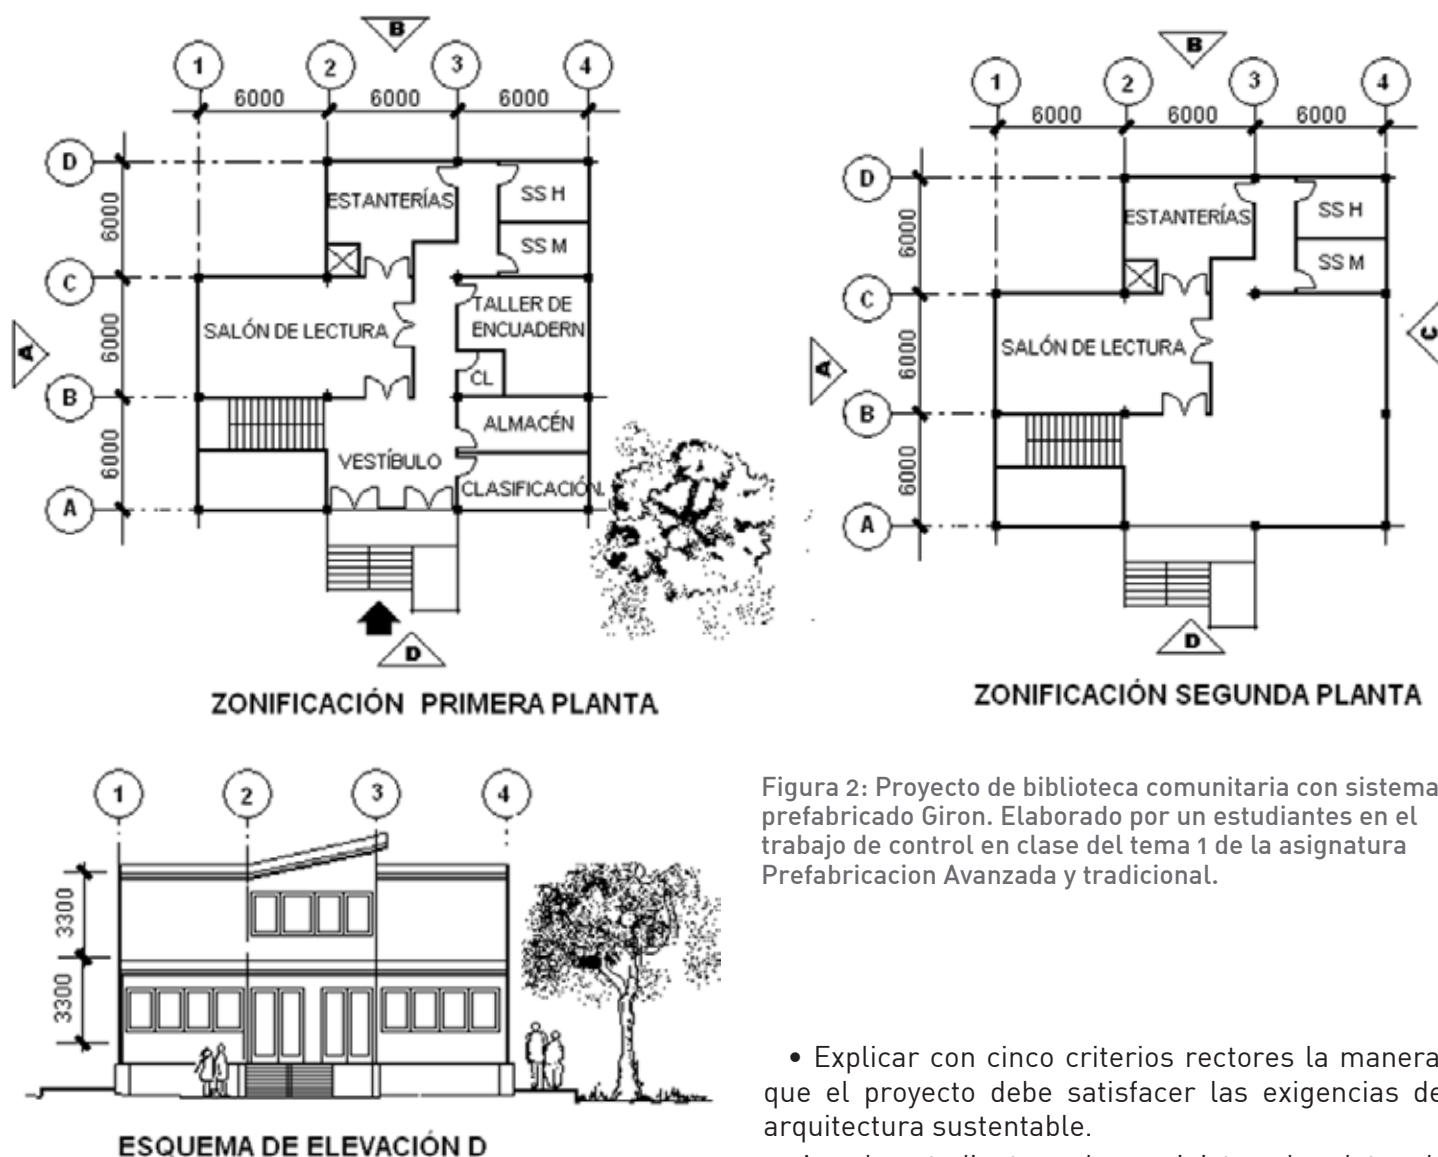 B
1 2 3 4
6000 6000 6000
D
ESTANTERÍAS
SS H
6000
SS M
C
TALLER DE
ENCUADERN
SALÓN DE LECTURA
6000
A
CL
B
ALMACÉN
6000
VESTÍBULO
CLASIFICACIÓN.
A
D
ZONIFICACIÓN PRIMERA PLANTA
B
1 2 3 4
6000 6000 6000
D
ESTANTERÍAS
SS H
6000
SS M
C
C
SALÓN DE LECTURA
6000
A
B
6000
A
D
ZONIFICACIÓN SEGUNDA PLANTA
1 2 3 4
3300
3300
ESQUEMA DE ELEVACIÓN D
Figura 2: Proyecto de biblioteca comunitaria con sistema
prefabricado Giron. Elaborado por un estudiantes en el
trabajo de control en clase del tema 1 de la asignatura
Prefabricacion Avanzada y tradicional.
• Explicar con cinco criterios rectores la manera
que el proyecto debe satisfacer las exigencias de
arquitectura sustentable.